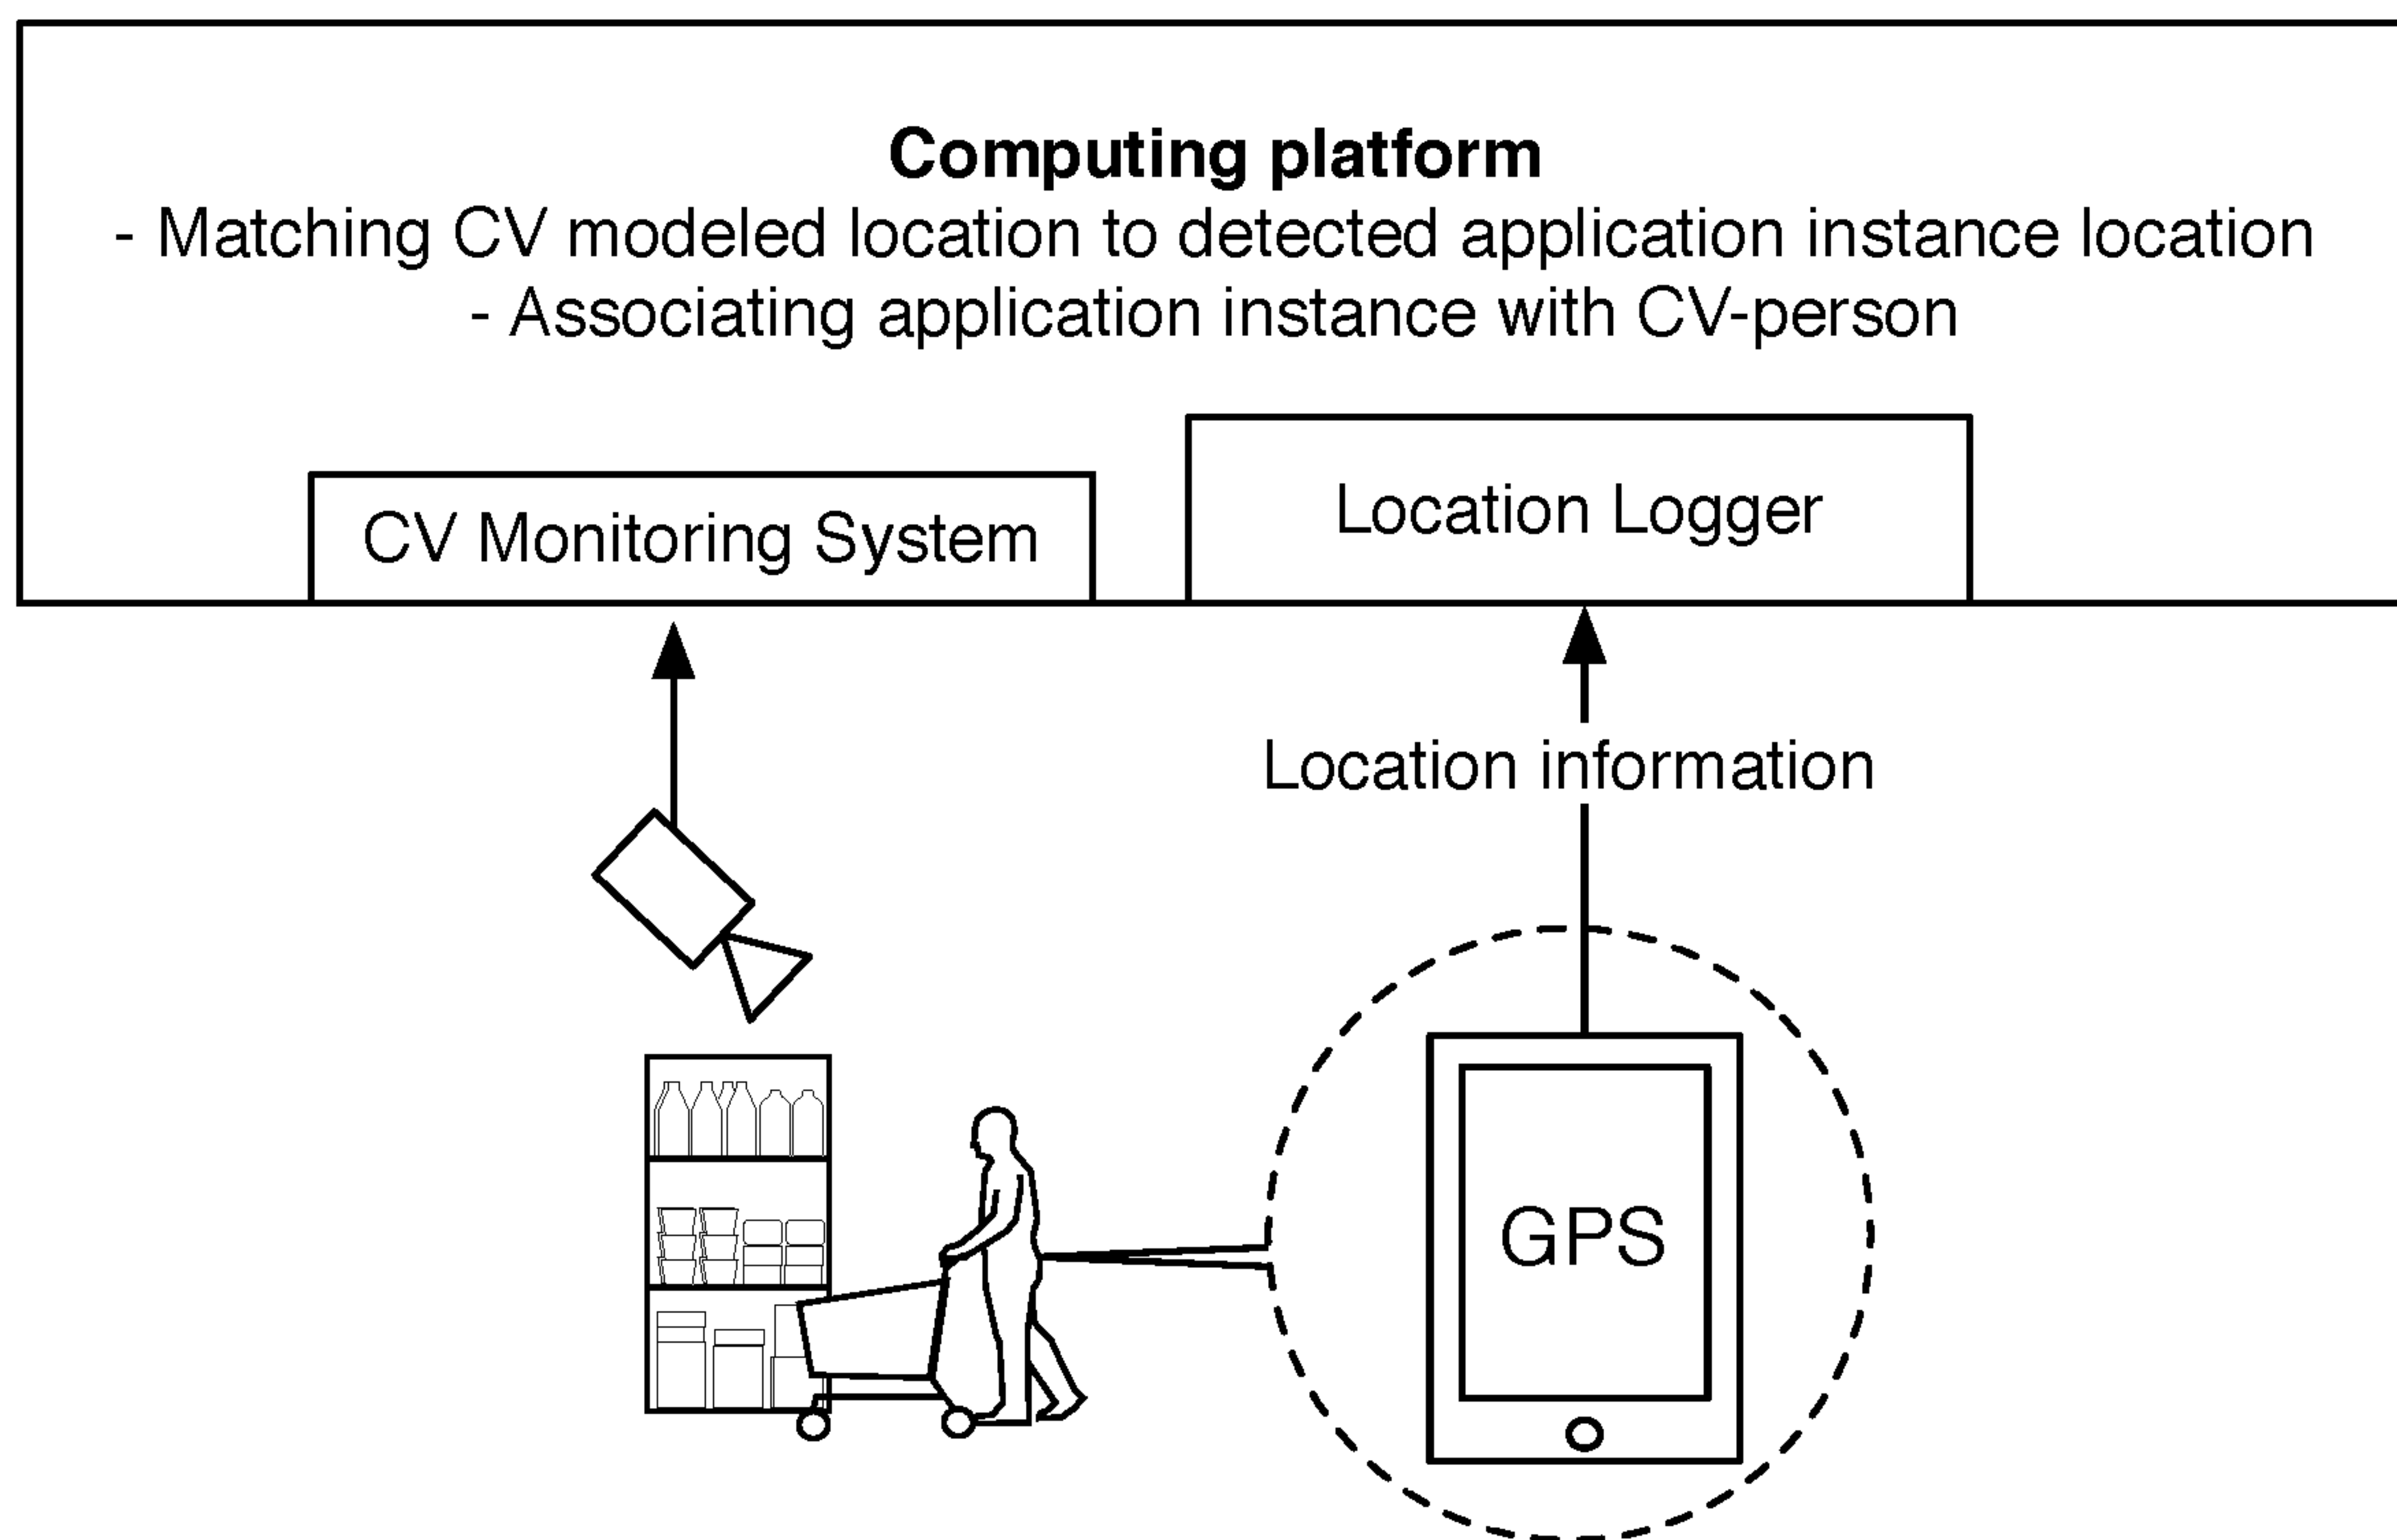 Computing platform
- Matching CV modeled location to detected application instance location
- Associating application instance with CV-person
CV Monitoring System
Location Logger
Location information
GPS